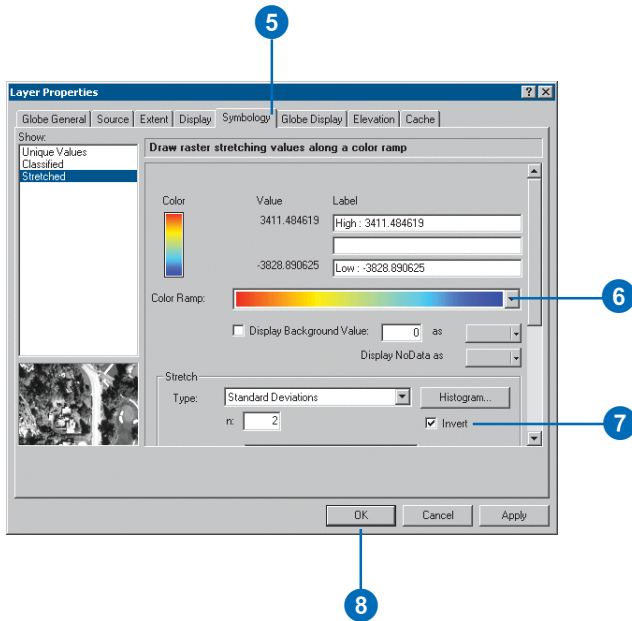 5
Layer Properties
Globe General Source Extent Display Symbology Globe Display Elevation Cache
Show:
Unique Values
Classified
Stretched
Draw raster stretching values along a color ramp
Color Value Label
3411.484619 High : 3411.484619
-3828.890625 Low : -3828.890625
Color Ramp:
6
Display Background Value: 0 as
Display NoData as
Stretch
Type: Standard Deviations Histogram...
n: 2 Invert
7
OK Cancel Apply
8